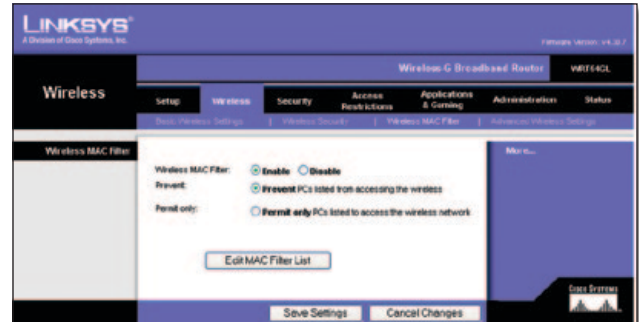 LINKSYS®
A Division of Cisco Systems, Inc.
Firmware Version: v4.30.7
Wireless-G Broadband Router WRT54GL
Wireless
Setup Wireless Security Access Restrictions Applications & Gaming Administration Status
Basic Wireless Settings | Wireless Security | Wireless MAC Filter | Advanced Wireless Settings
Wireless MAC Filter
More...
Wireless MAC Filter: Enable Disable
Prevent: Prevent PCs listed from accessing the wireless
Permit only: Permit only PCs listed to access the wireless network
Edit MAC Filter List
Save Settings Cancel Changes
CISCO SYSTEMS